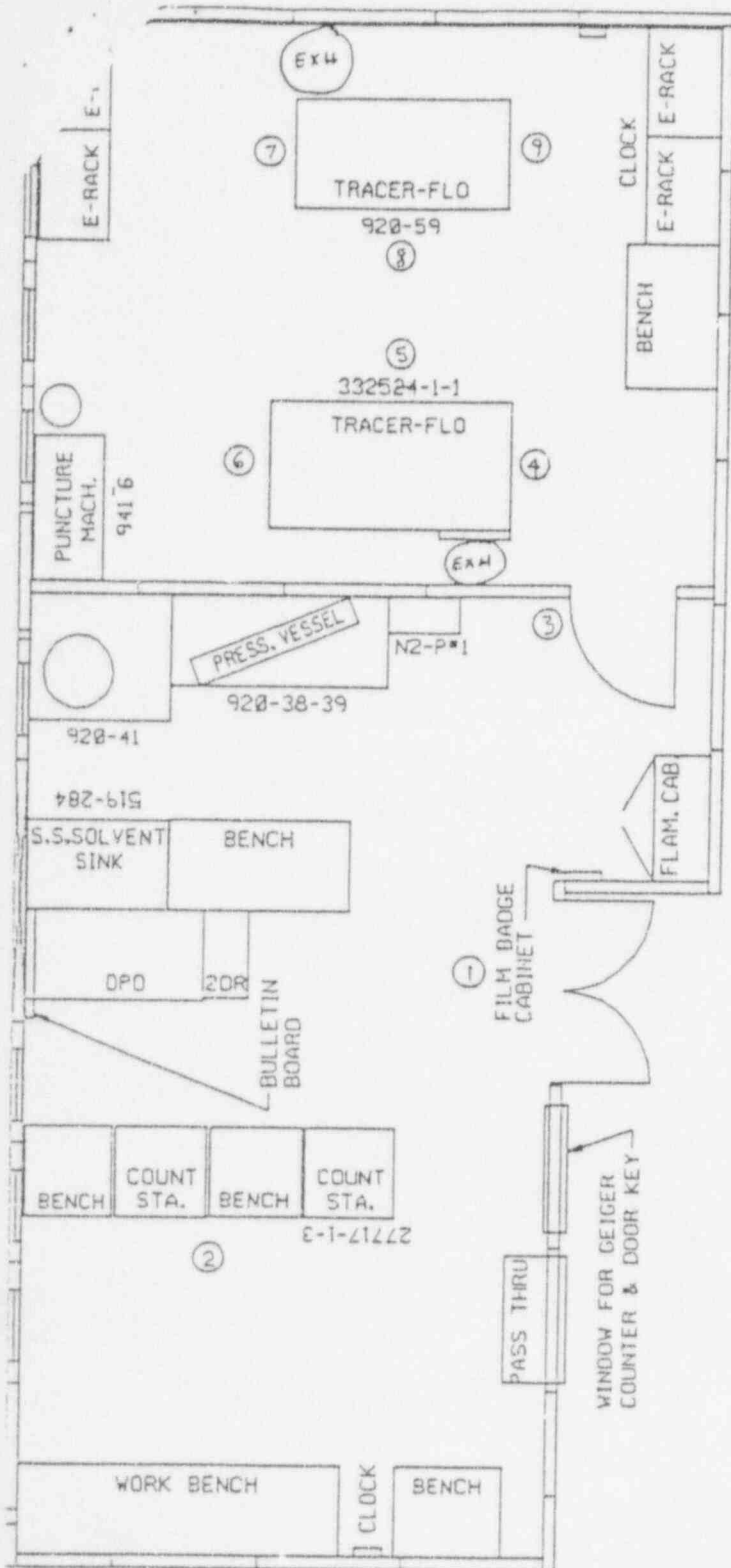 EXH
E-RACK
E-
7
9
TRACER-FLO
920-59
8
CLOCK
E-RACK
E-RACK
BENCH
5
332524-1-1
TRACER-FLO
6
4
EXH
PUNCTURE
MACH.
941-6
PRESS. VESSEL
N2-P#1
920-38-39
920-41
3
519-284
S.S.SOLVENT
SINK
BENCH
FLAM. CAB
FILM BADGE
CABINET
1
DPO
2DR
BULLETIN
BOARD
BENCH
COUNT
STA.
BENCH
COUNT
STA.
27717-1-3
2
PASS THRU
WINDOW FOR GEIGER
COUNTER & DOOR KEY
WORK BENCH
CLOCK
BENCH